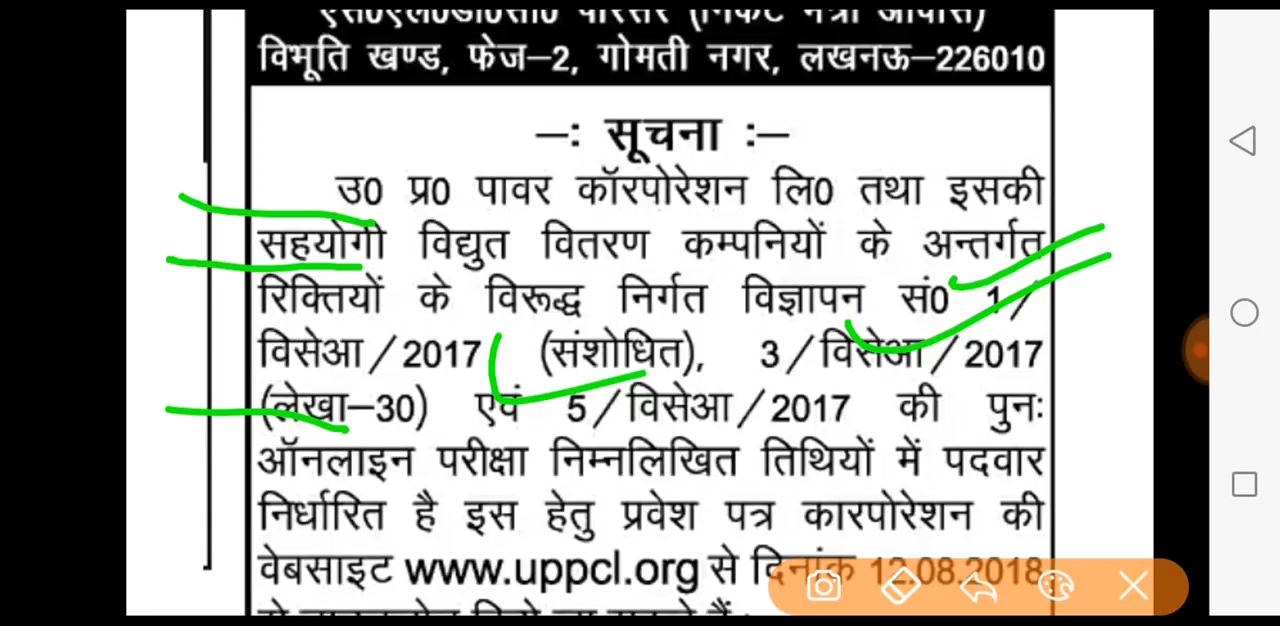 विभूति खण्ड, फेज–2, गोमती नगर, लखनऊ–226010
–: सूचना :–
उ0 प्र0 पावर कॉरपोरेशन लि0 तथा इसकी
सहयोगी विद्युत वितरण कम्पनियों के अन्तर्गत
रिक्तियों के विरूद्ध निर्गत विज्ञापन सं0 1/
विसेआ/2017 (संशोधित), 3/विसेआ/2017
(लेखा–30) एवं 5/विसेआ/2017 की पुनः
ऑनलाइन परीक्षा निम्नलिखित तिथियों में पदवार
निर्धारित है इस हेतु प्रवेश पत्र कारपोरेशन की
वेबसाइट www.uppcl.org से दिनांक 12.08.2018